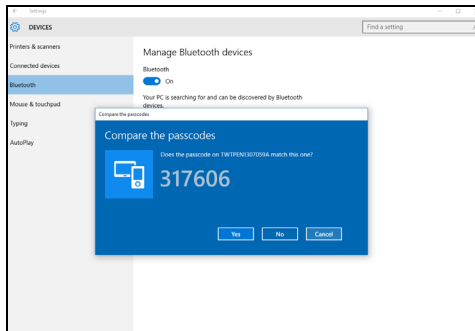 Settings
DEVICES
Find a setting
Printers & scanners
Connected devices
Bluetooth
Mouse & touchpad
Typing
AutoPlay
Manage Bluetooth devices
Bluetooth
On
Your PC is searching for and can be discovered by Bluetooth
devices.
Compare the passcodes
Compare the passcodes
Does the passcode on TWTPENI307059A match this one?
317606
Yes
No
Cancel